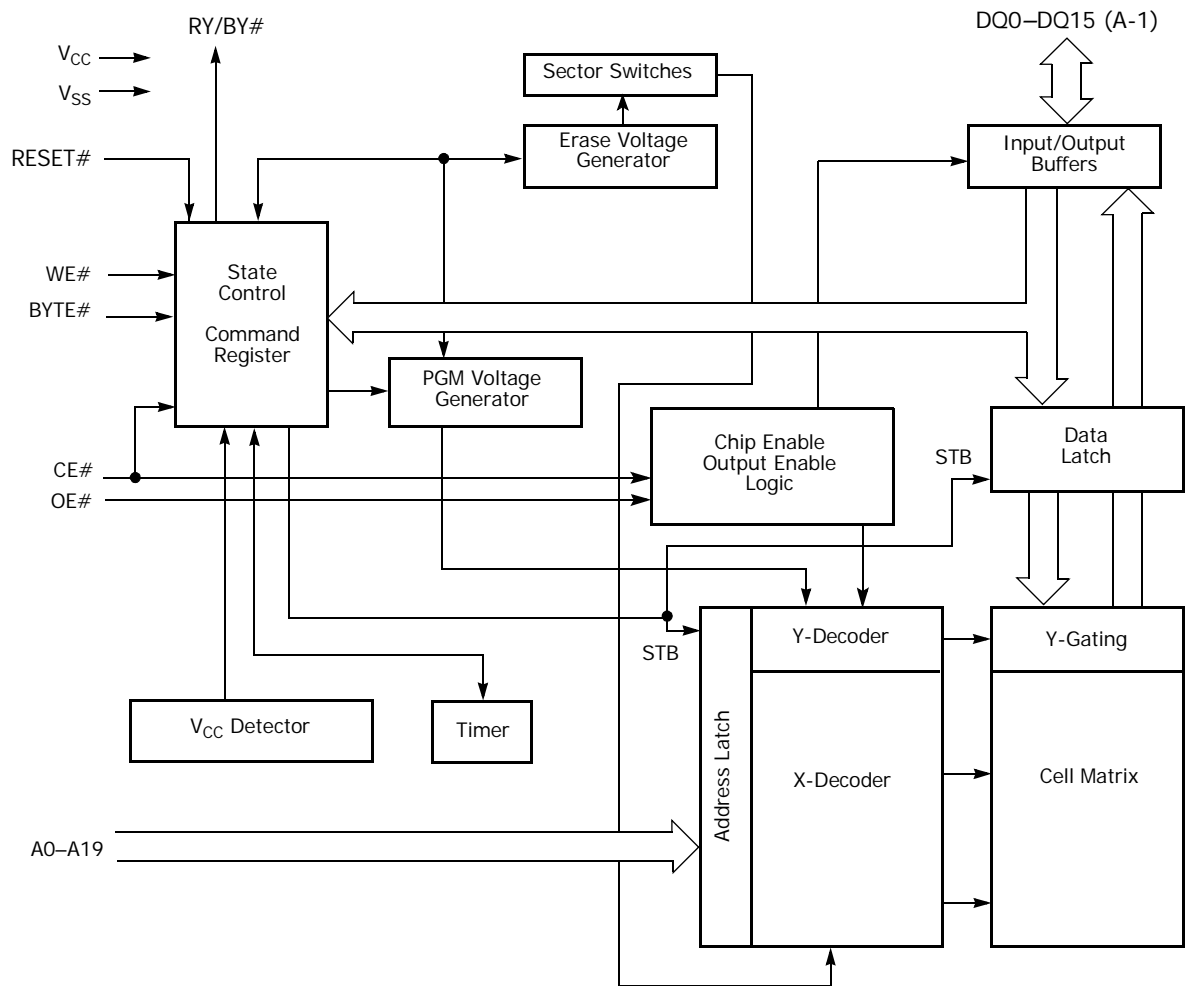 RY/BY#
DQ0–DQ15 (A-1)
VCC
VSS
Sector Switches
Erase Voltage
Generator
Input/Output
Buffers
RESET#
WE#
BYTE#
State
Control
Command
Register
PGM Voltage
Generator
Chip Enable
Output Enable
Logic
STB
Data
Latch
CE#
OE#
STB
Y-Decoder
Y-Gating
VCC Detector
Timer
Address Latch
X-Decoder
Cell Matrix
A0–A19